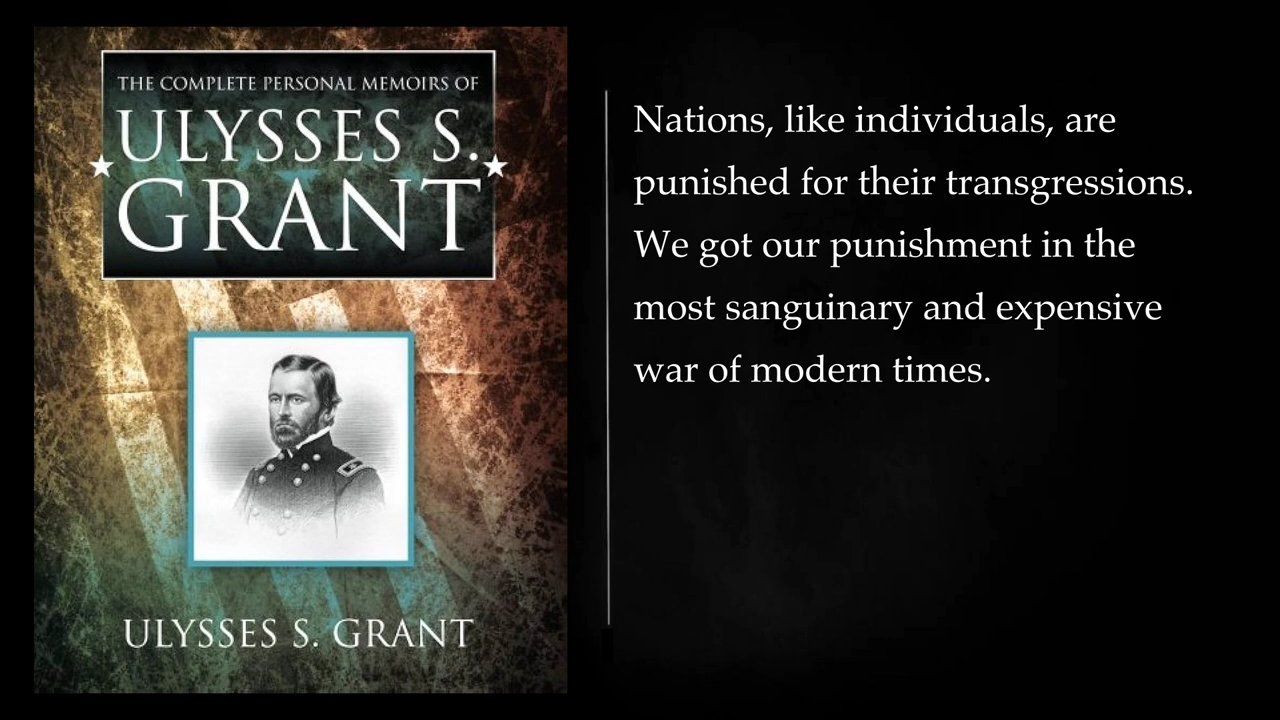 THE COMPLETE PERSONAL MEMOIRS OF
ULYSSES S.
GRANT
ULYSSES S. GRANT
Nations, like individuals, are
punished for their transgressions.
We got our punishment in the
most sanguinary and expensive
war of modern times.